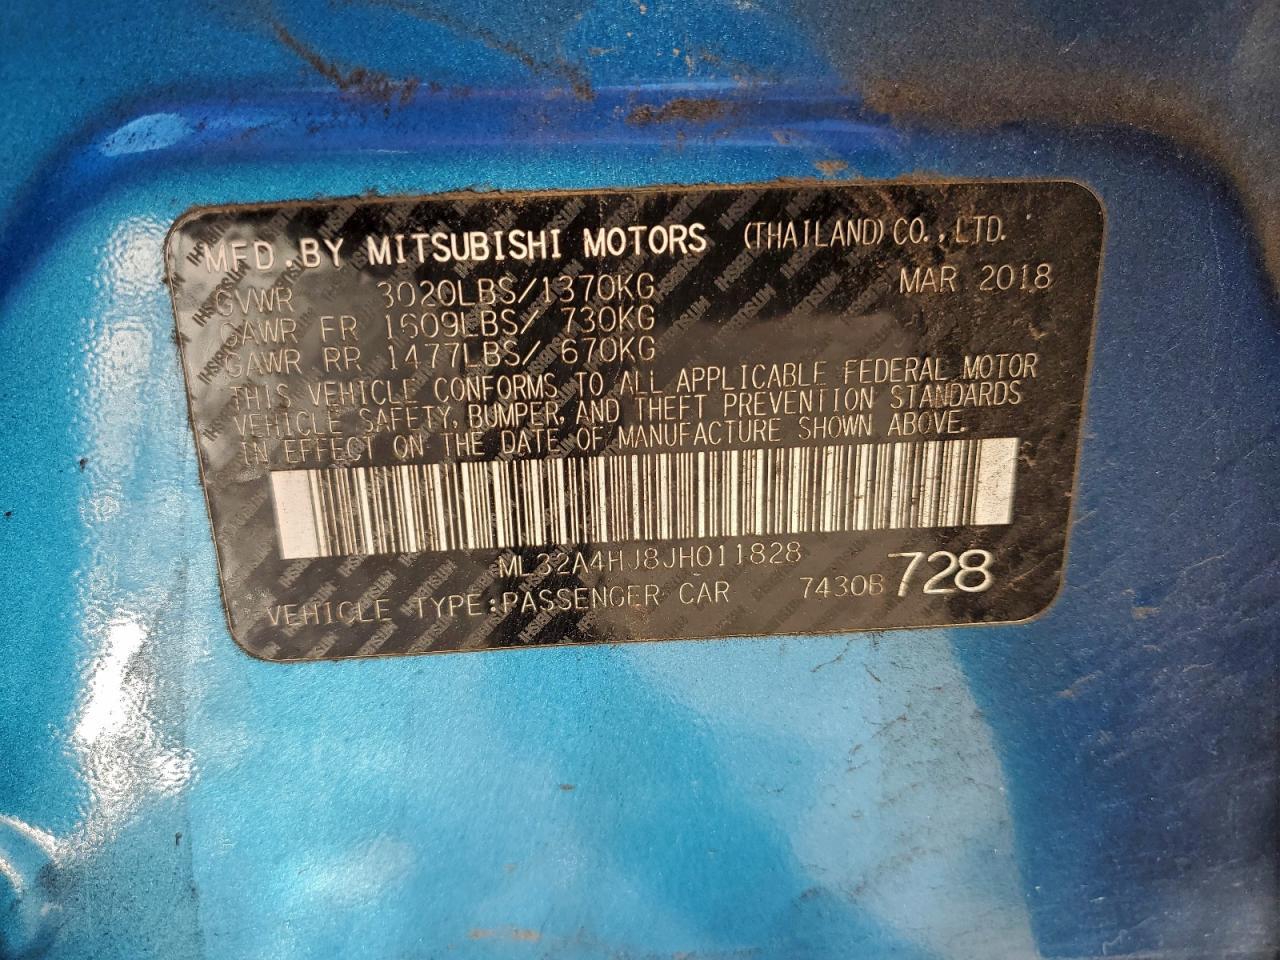 MFD. BY MITSUBISHI MOTORS (THAILAND) CO., LTD.
GVWR 3020LBS/1370KG MAR 2018
GAWR FR 1609LBS/ 730KG
GAWR RR 1477LBS/ 670KG
THIS VEHICLE CONFORMS TO ALL APPLICABLE FEDERAL MOTOR
VEHICLE SAFETY, BUMPER, AND THEFT PREVENTION STANDARDS
IN EFFECT ON THE DATE OF MANUFACTURE SHOWN ABOVE.
ML32A4HJ8JH011828
VEHICLE TYPE:PASSENGER CAR 7430B 728